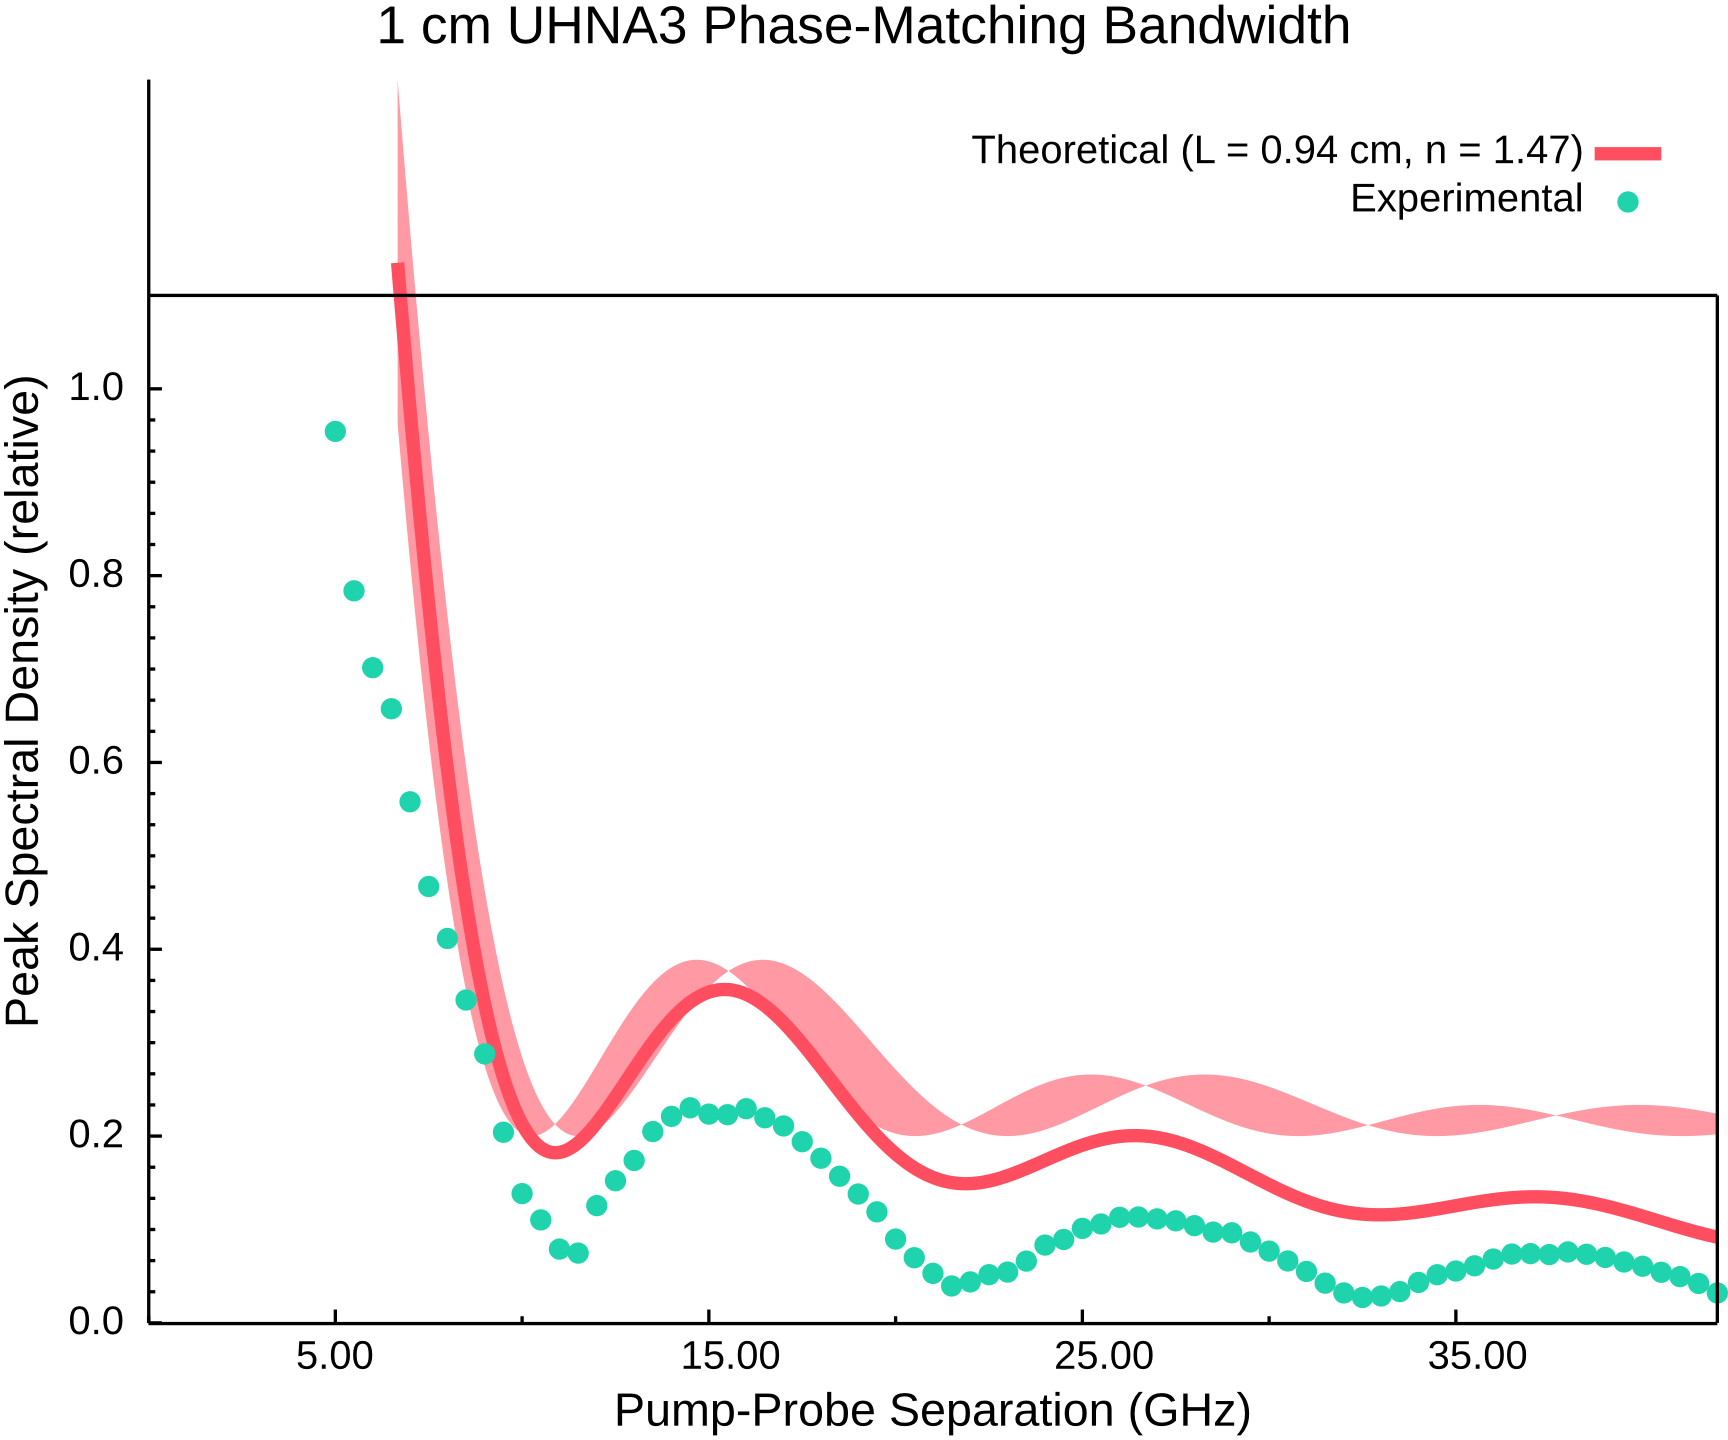 1 cm UHNA3 Phase-Matching Bandwidth
Theoretical (L = 0.94 cm, n = 1.47)
Experimental
Peak Spectral Density (relative)
1.0
0.8
0.6
0.4
0.2
0.0
5.00 15.00 25.00 35.00
Pump-Probe Separation (GHz)